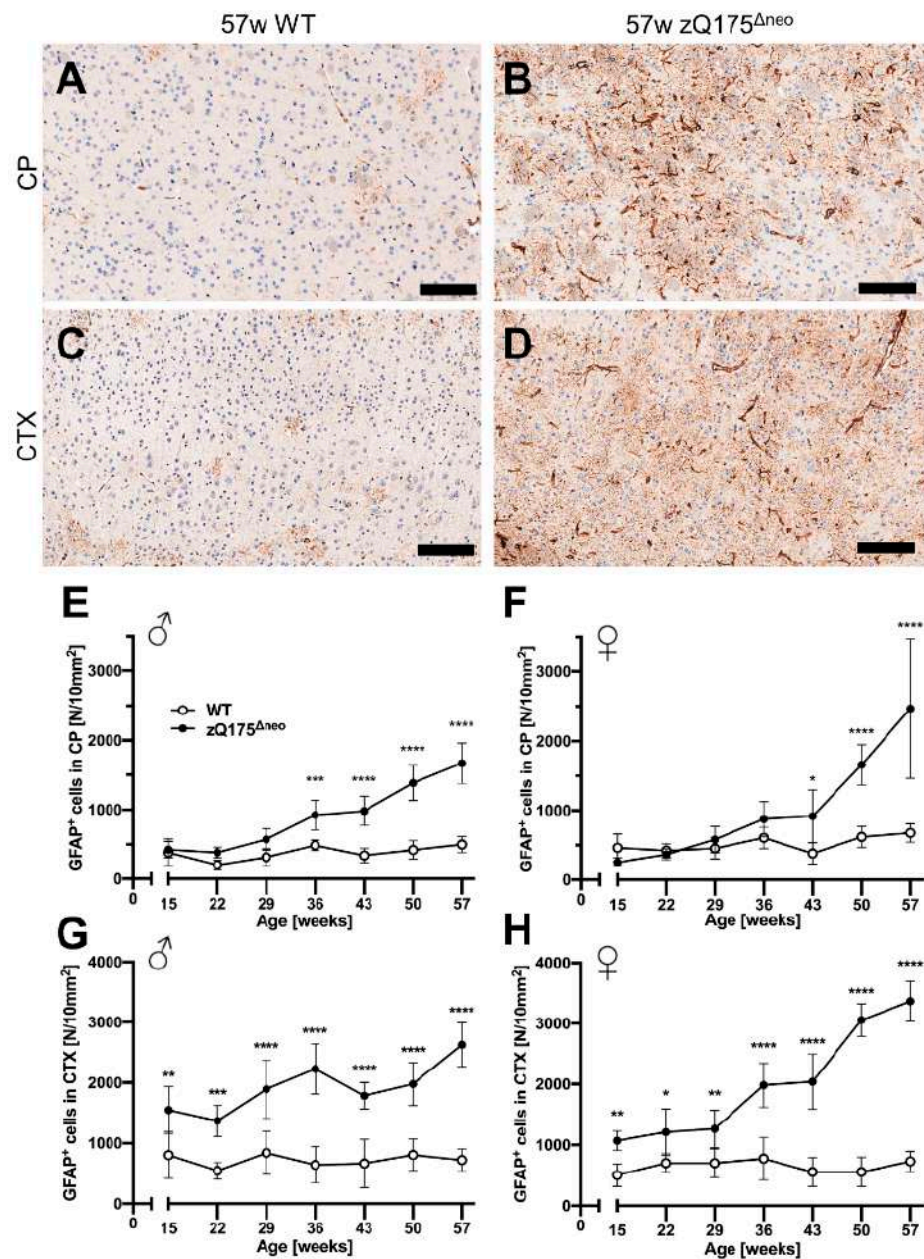 57w WT
57w zQ175Δneo
A
B
CP
C
D
CTX
E
♂
GFAP+ cells in CP [N/10mm²]
3000
2000
1000
0
0
WT
zQ175Δneo
***
****
****
****
15 22 29 36 43 50 57
Age [weeks]
F
♀
GFAP+ cells in CP [N/10mm²]
3000
2000
1000
0
0
*
****
****
15 22 29 36 43 50 57
Age [weeks]
G
♂
GFAP+ cells in CTX [N/10mm²]
4000
3000
2000
1000
0
0
**
***
****
****
****
****
****
15 22 29 36 43 50 57
Age [weeks]
H
♀
GFAP+ cells in CTX [N/10mm²]
4000
3000
2000
1000
0
0
**
*
**
****
****
****
****
15 22 29 36 43 50 57
Age [weeks]